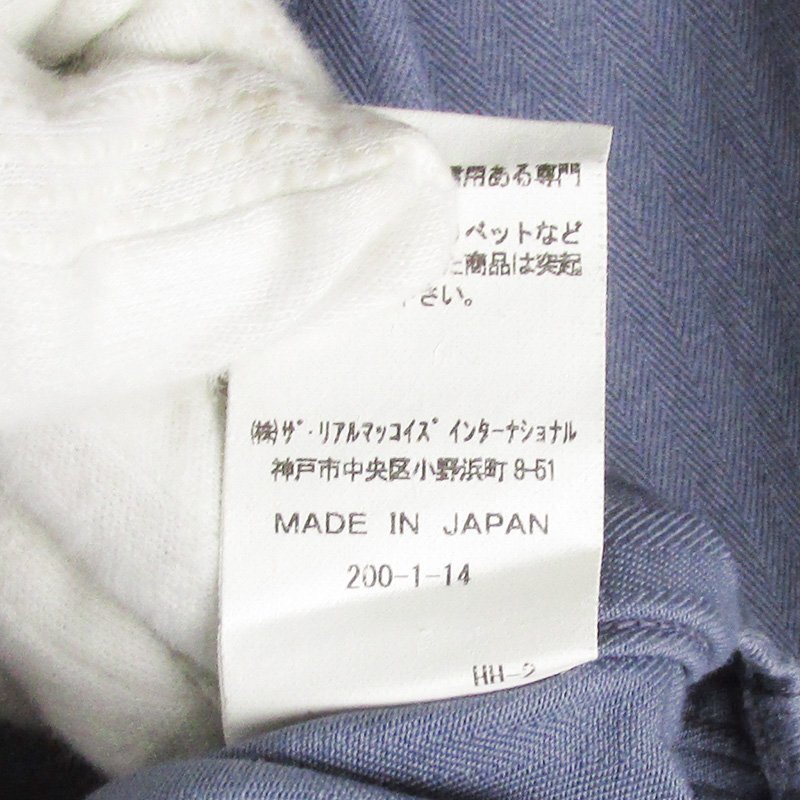 用ある専門
ペットなど
商品は突起
さい。
(株)ｻﾞ･リアルマッコイｽﾞ インターナショナル
神戸市中央区小野浜町 8-51
MADE IN JAPAN
200-1-14
HH-